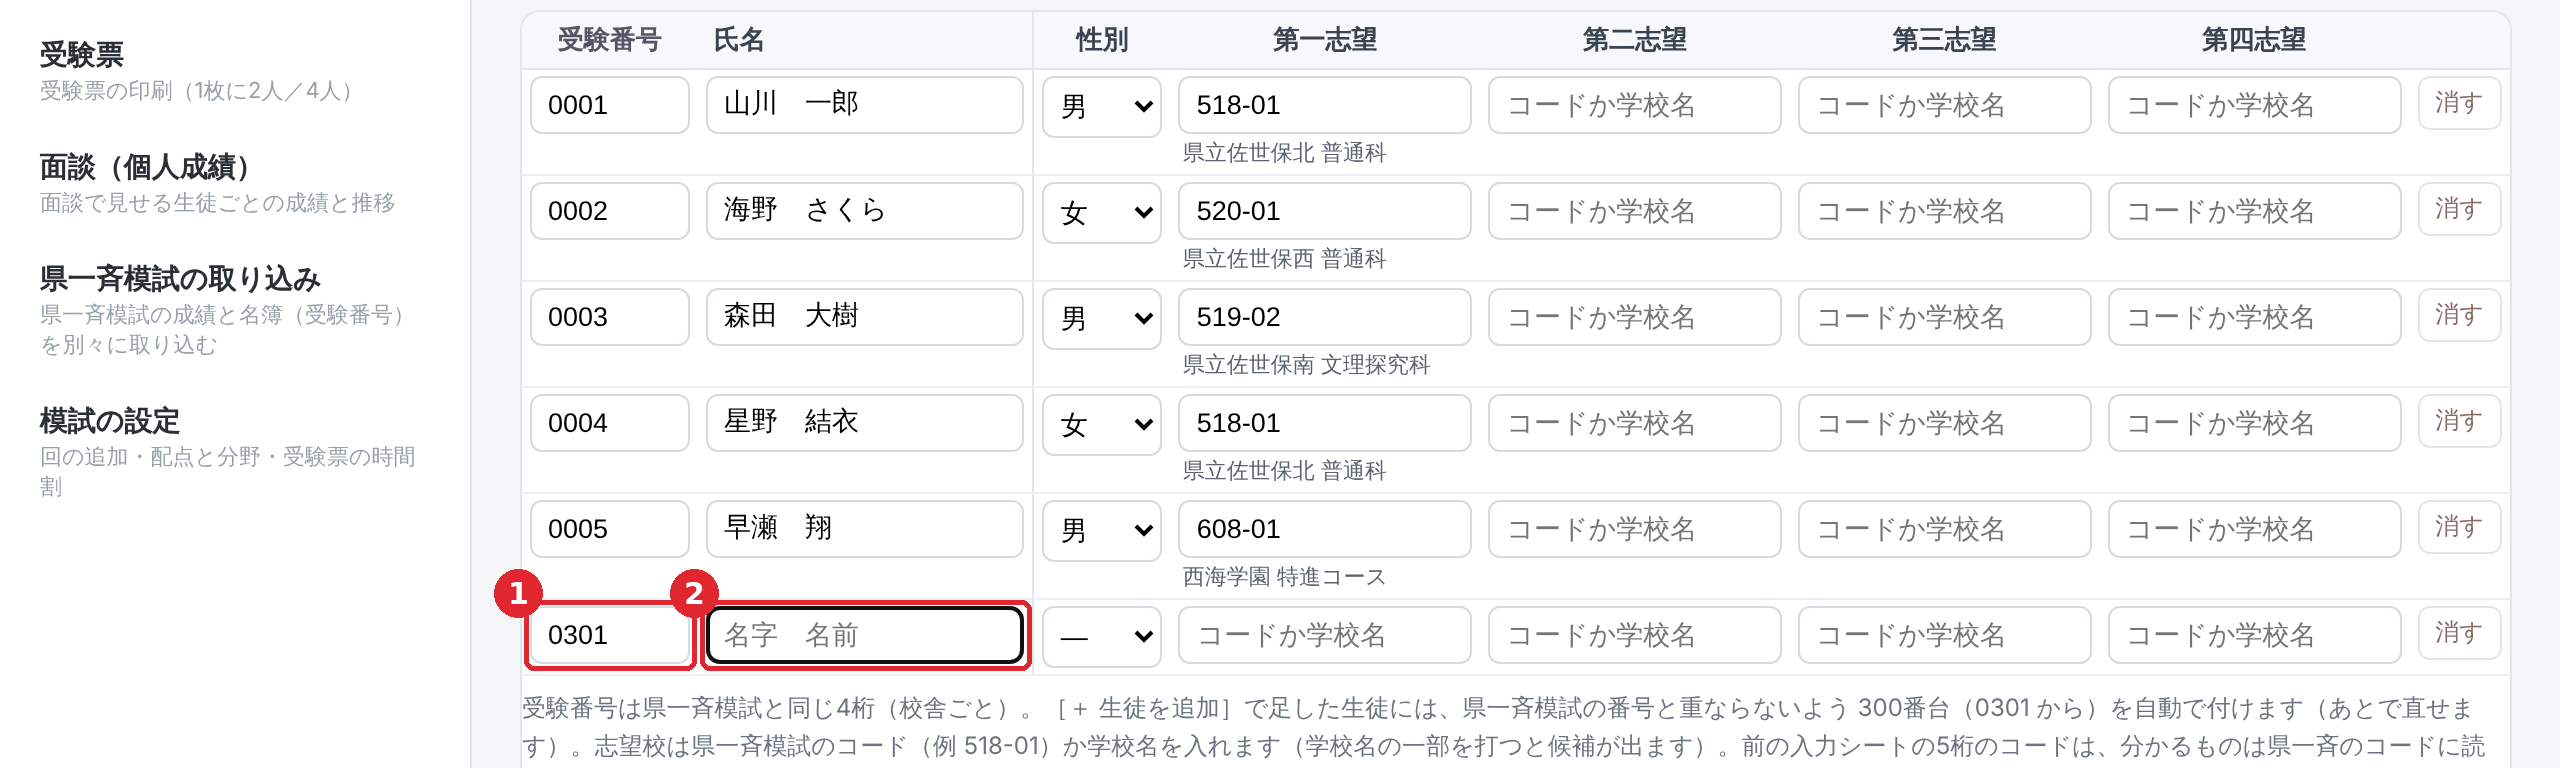 受験票
受験票の印刷（1枚に2人／4人）
面談（個人成績）
面談で見せる生徒ごとの成績と推移
県一斉模試の取り込み
県一斉模試の成績と名簿（受験番号）
を別々に取り込む
模試の設定
回の追加・配点と分野・受験票の時間
割
受験番号 氏名 性別 第一志望 第二志望 第三志望 第四志望
0001 山川　一郎 男 518-01 コードか学校名 コードか学校名 コードか学校名 消す
県立佐世保北 普通科
0002 海野　さくら 女 520-01 コードか学校名 コードか学校名 コードか学校名 消す
県立佐世保西 普通科
0003 森田　大樹 男 519-02 コードか学校名 コードか学校名 コードか学校名 消す
県立佐世保南 文理探究科
0004 星野　結衣 女 518-01 コードか学校名 コードか学校名 コードか学校名 消す
県立佐世保北 普通科
0005 早瀬　翔 男 608-01 コードか学校名 コードか学校名 コードか学校名 消す
西海学園 特進コース
1 2
0301 名字　名前 — コードか学校名 コードか学校名 コードか学校名 コードか学校名 消す
受験番号は県一斉模試と同じ4桁（校舎ごと）。［＋ 生徒を追加］で足した生徒には、県一斉模試の番号と重ならないよう 300番台（0301 から）を自動で付けます（あとで直せま
す）。志望校は県一斉模試のコード（例 518-01）か学校名を入れます（学校名の一部を打つと候補が出ます）。前の入力シートの5桁のコードは、分かるものは県一斉のコードに読